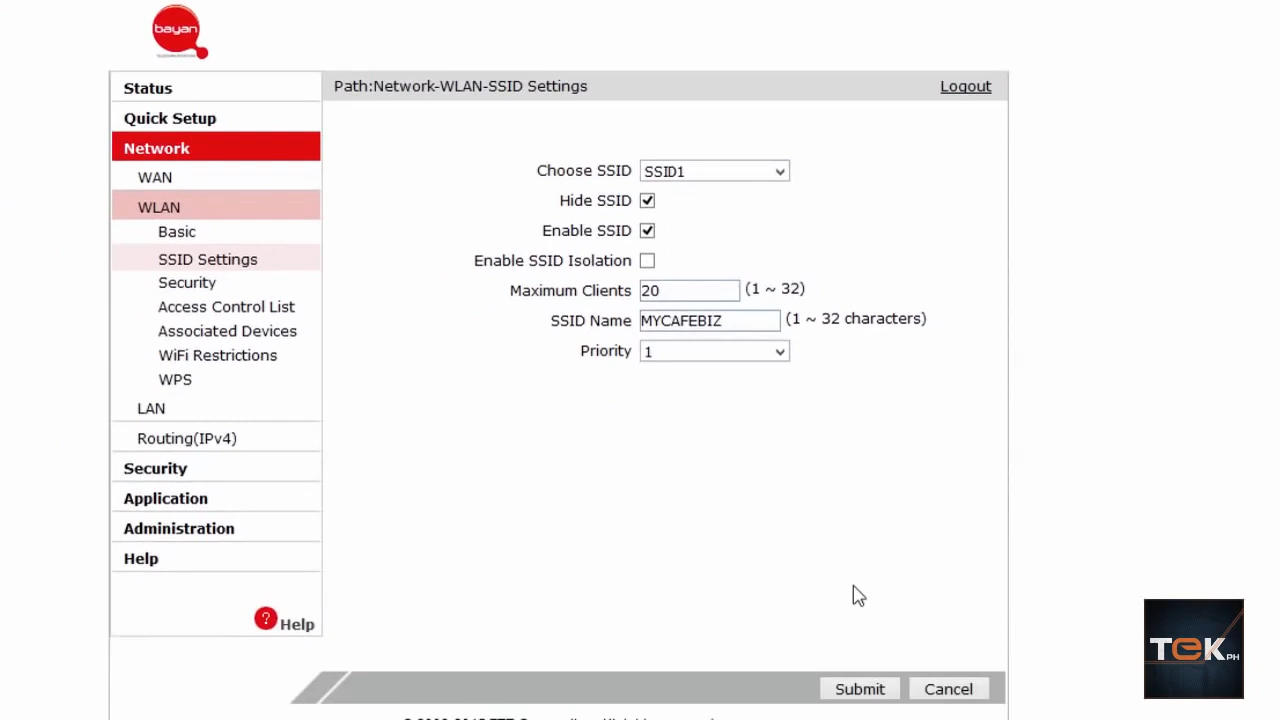 bayan
Status
Path:Network-WLAN-SSID Settings
Logout
Quick Setup
Network
WAN
WLAN
Basic
SSID Settings
Security
Access Control List
Associated Devices
WiFi Restrictions
WPS
LAN
Routing(IPv4)
Security
Application
Administration
Help
? Help
Choose SSID SSID1
Hide SSID
Enable SSID
Enable SSID Isolation
Maximum Clients 20 (1 ~ 32)
SSID Name MYCAFEBIZ (1 ~ 32 characters)
Priority 1
Submit Cancel
TEK PH